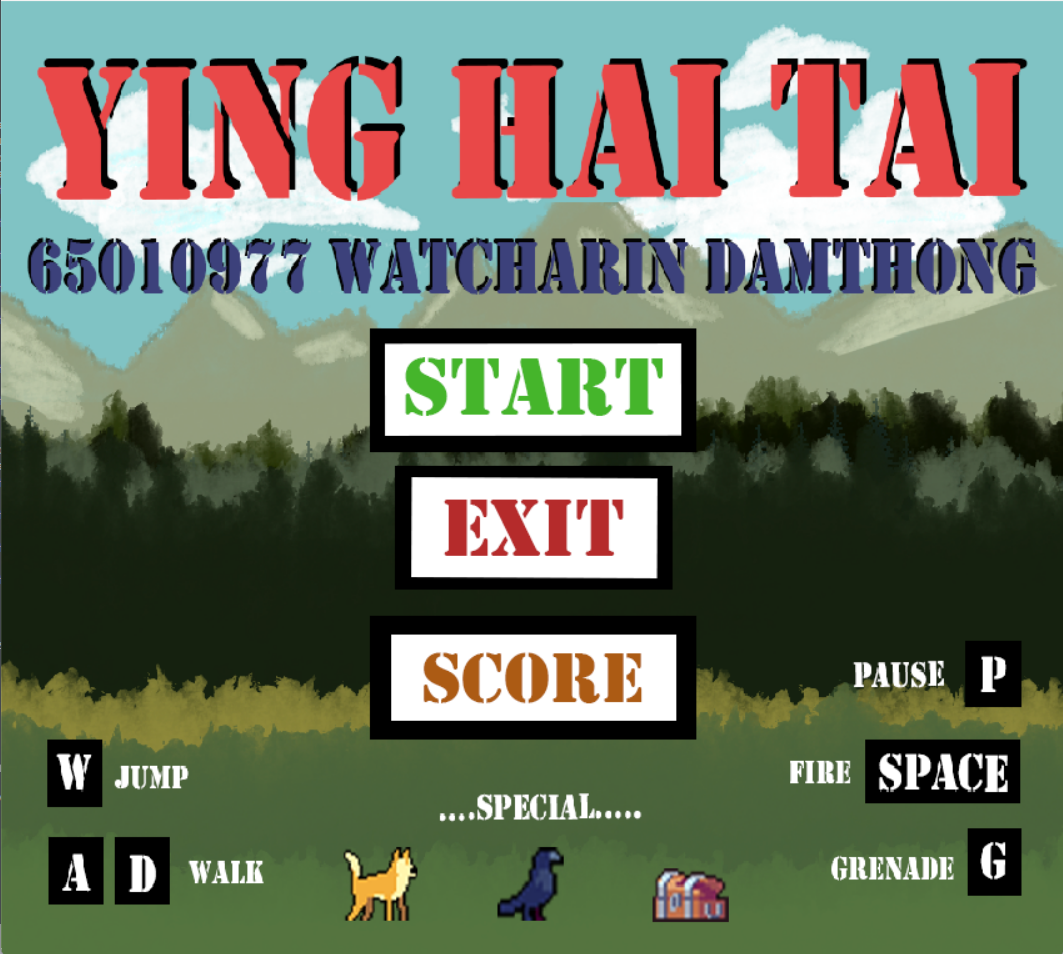 YING HAI TAI
65010977 WATCHARIN DAMTHONG
START
EXIT
SCORE
PAUSE P
W JUMP
FIRE SPACE
....SPECIAL.....
A D WALK
GRENADE G